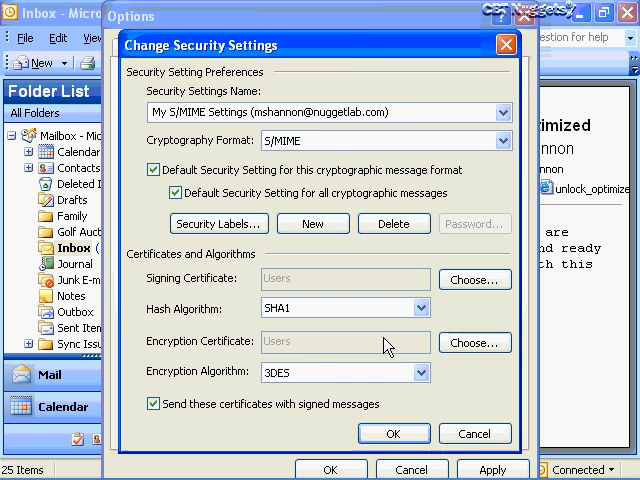 Inbox - Micro
Options
CBT Nuggets
File Edit View
estion for help
New
Folder List
All Folders
Mailbox - Mic
Calendar
Contacts
Deleted I
Drafts
Family
Golf Auct
Inbox (
Journal
Junk E-m
Notes
Outbox
Sent Item
Sync Issu
Mail
Calendar
25 Items
Change Security Settings
Security Setting Preferences
Security Settings Name:
My S/MIME Settings (mshannon@nuggetlab.com)
Cryptography Format: S/MIME
Default Security Setting for this cryptographic message format
Default Security Setting for all cryptographic messages
Security Labels... New Delete Password...
Certificates and Algorithms
Signing Certificate: Users Choose...
Hash Algorithm: SHA1
Encryption Certificate: Users Choose...
Encryption Algorithm: 3DES
Send these certificates with signed messages
OK Cancel
OK Cancel Apply
timized
annon
nnon
unlock_optimize
are
nd ready
th this
Connected